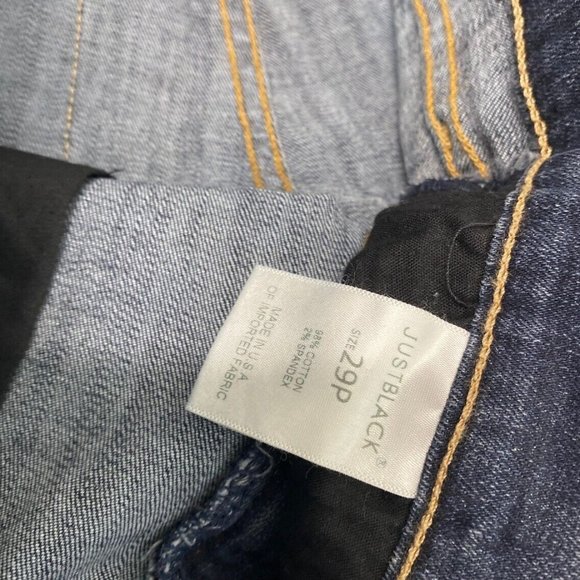 JUSTBLACK®
SIZE 29P
98% COTTON
2% SPANDEX
MADE IN U.S.A
OF IMPORTED FABRIC